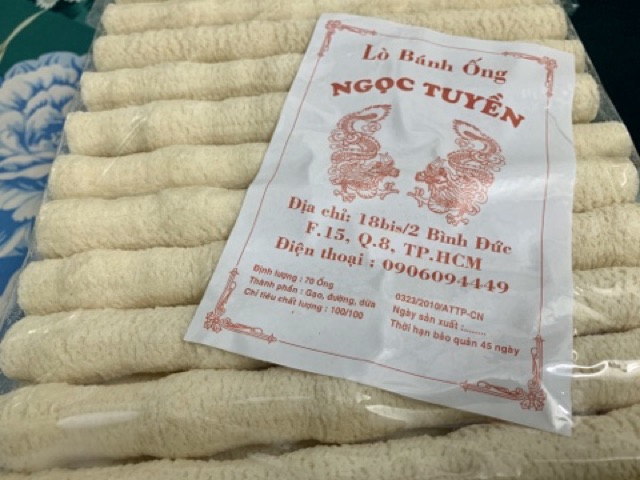 Lò Bánh Ống
NGỌC TUYỀN
Địa chỉ: 18bis/2 Bình Đức
F.15, Q.8, TP.HCM
Điện thoại : 0906094449
Định lượng : 70 Ống
Thành phần : Gạo, đường, dừa
Chỉ tiêu chất lượng : 100/100
0323/2010/ATTP-CN
Ngày sản xuất :........
Thời hạn bảo quản 45 ngày